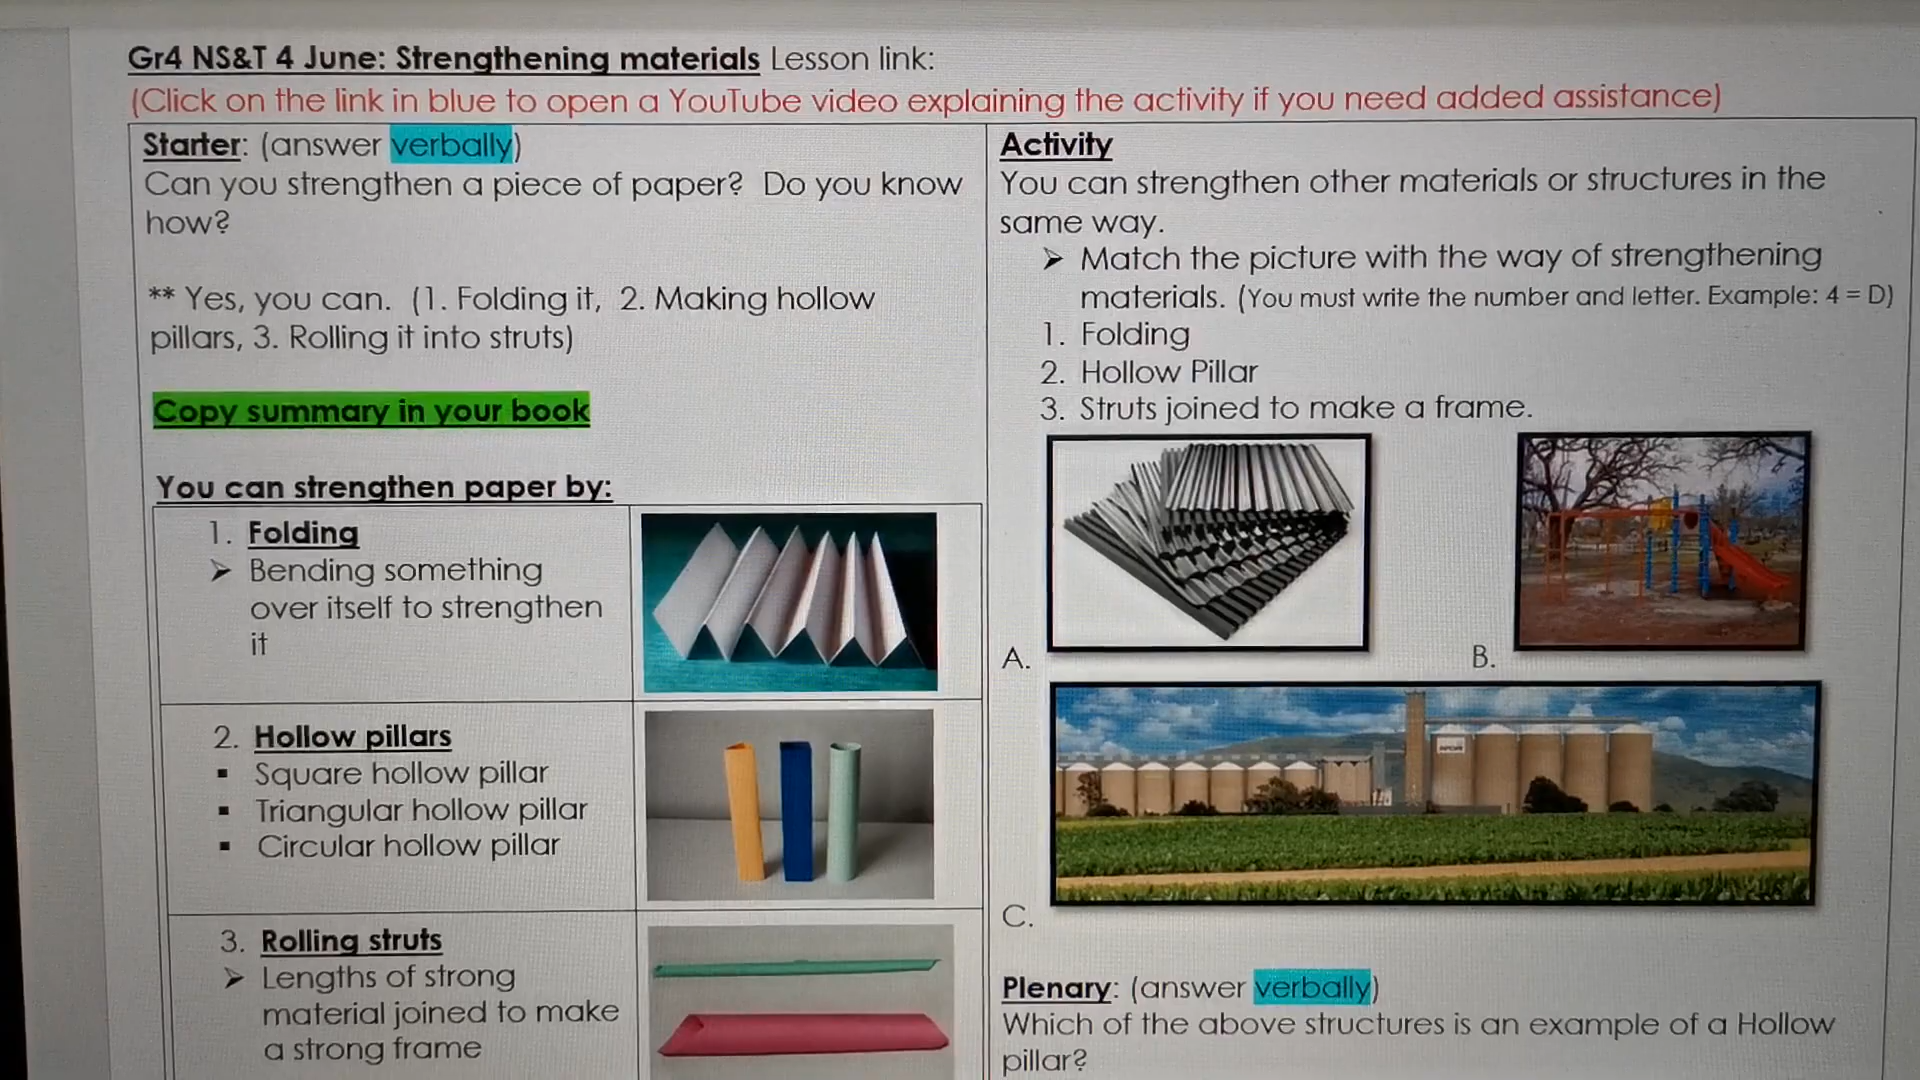 Gr4 NS&T 4 June: Strengthening materials Lesson link:
(Click on the link in blue to open a YouTube video explaining the activity if you need added assistance)
Starter: (answer verbally)
Can you strengthen a piece of paper? Do you know
how?
** Yes, you can. (1. Folding it, 2. Making hollow
pillars, 3. Rolling it into struts)
Copy summary in your book
You can strengthen paper by:
1. Folding
➤ Bending something
over itself to strengthen
it
2. Hollow pillars
▪ Square hollow pillar
▪ Triangular hollow pillar
▪ Circular hollow pillar
3. Rolling struts
➤ Lengths of strong
material joined to make
a strong frame
Activity
You can strengthen other materials or structures in the
same way.
➤ Match the picture with the way of strengthening
materials. (You must write the number and letter. Example: 4 = D)
1. Folding
2. Hollow Pillar
3. Struts joined to make a frame.
A.
B.
C.
Plenary: (answer verbally)
Which of the above structures is an example of a Hollow
pillar?